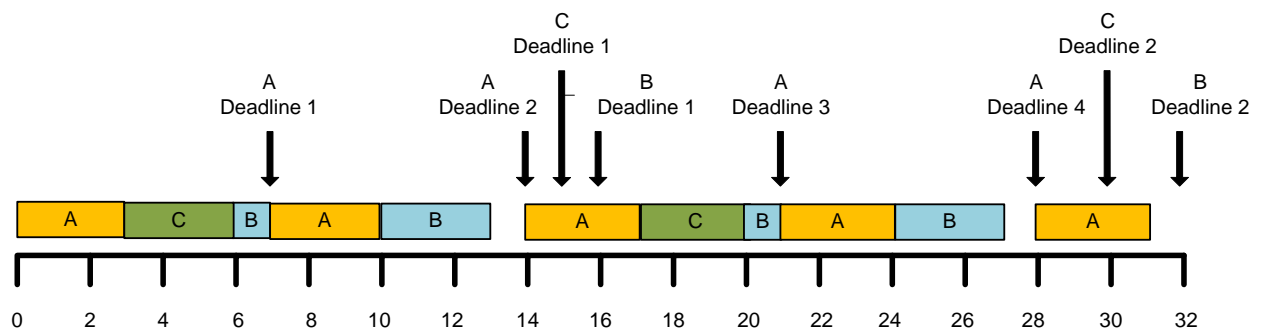 C
Deadline 1
C
Deadline 2
A
Deadline 1
A
Deadline 2
B
Deadline 1
A
Deadline 3
A
Deadline 4
B
Deadline 2
A C B A B A C B A B A
0 2 4 6 8 10 12 14 16 18 20 22 24 26 28 30 32